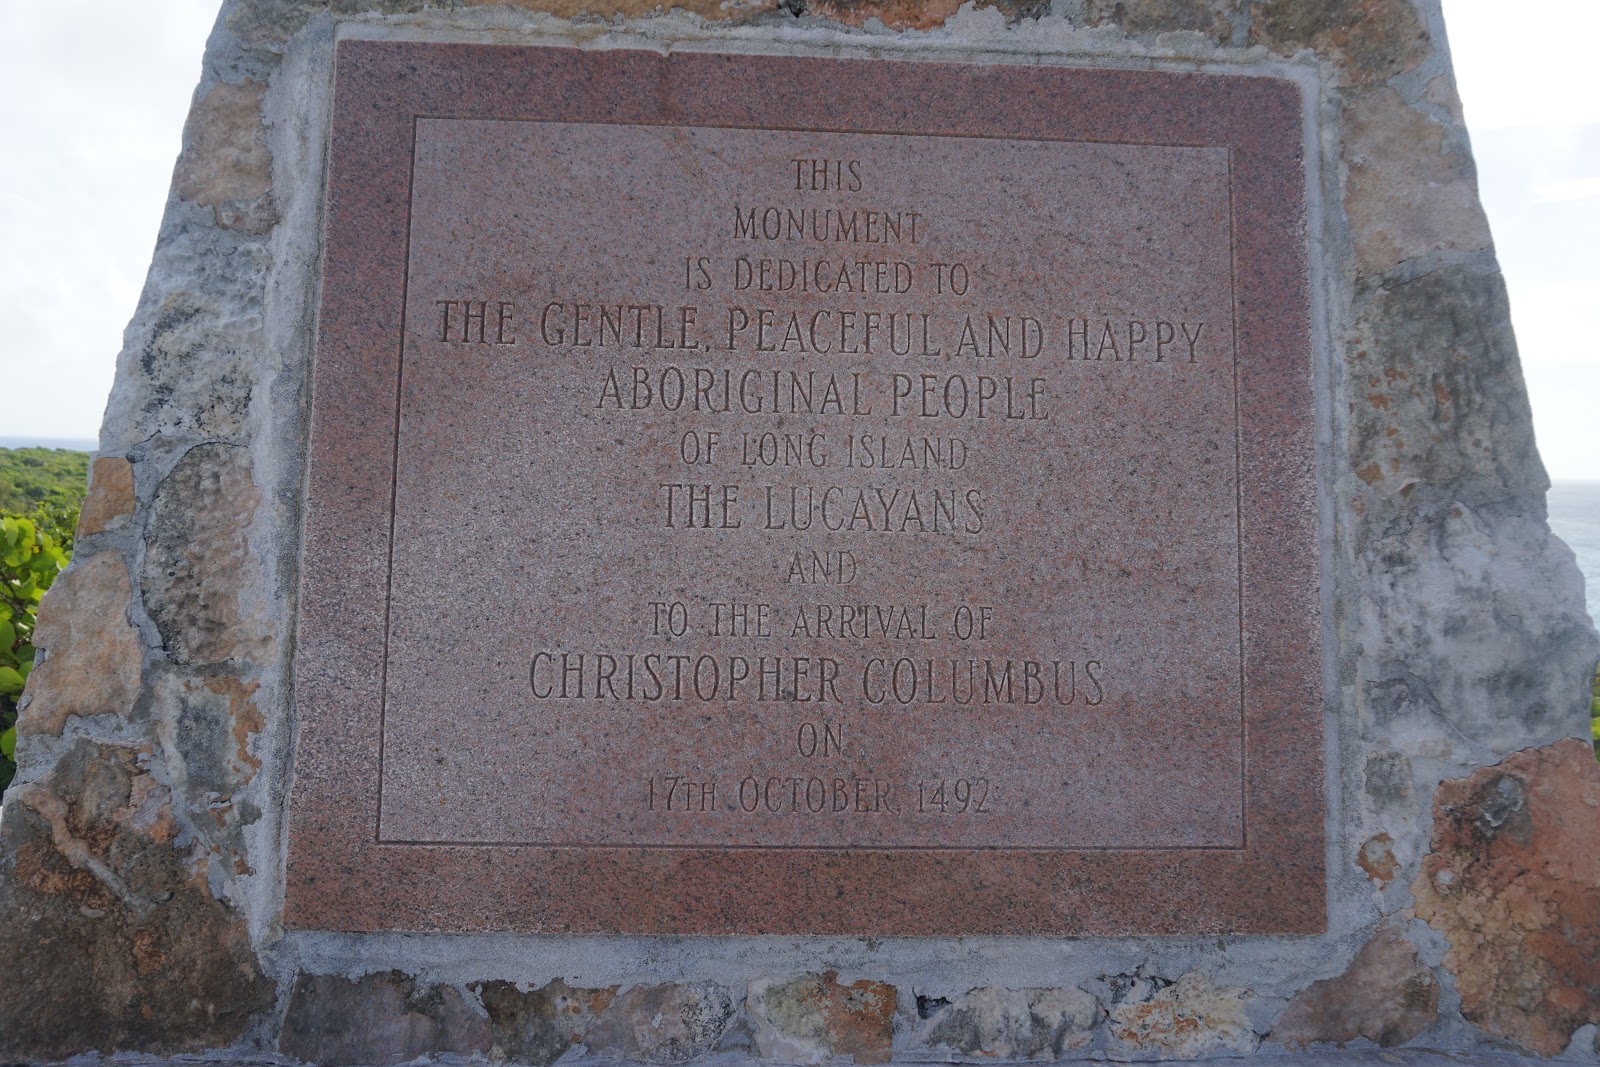 THIS
MONUMENT
IS DEDICATED TO
THE GENTLE, PEACEFUL, AND HAPPY
ABORIGINAL PEOPLE
OF LONG ISLAND
THE LUCAYANS
AND
TO THE ARRIVAL OF
CHRISTOPHER COLUMBUS
ON
17TH OCTOBER, 1492